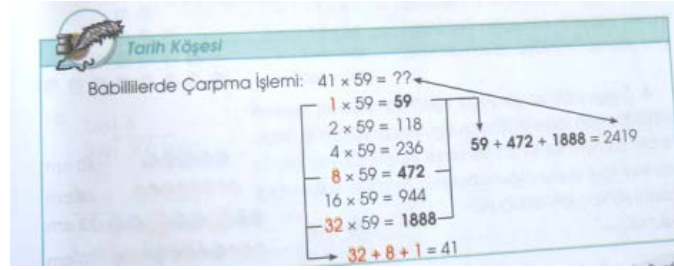 Tarih Köşesi
Babillilerde Çarpma İşlemi: 41 × 59 = ??
1 × 59 = 59
2 × 59 = 118
4 × 59 = 236
59 + 472 + 1888 = 2419
8 × 59 = 472
16 × 59 = 944
32 × 59 = 1888
32 + 8 + 1 = 41